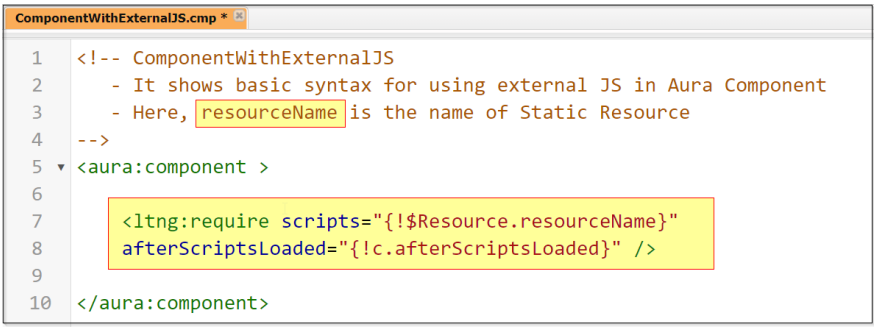 ComponentWithExternalJS.cmp *
1 <!-- ComponentWithExternalJS
2 - It shows basic syntax for using external JS in Aura Component
3 - Here, resourceName is the name of Static Resource
4 -->
5 <aura:component >
6
7 <ltng:require scripts="{!$Resource.resourceName}"
8 afterScriptsLoaded="{!c.afterScriptsLoaded}" />
9
10 </aura:component>